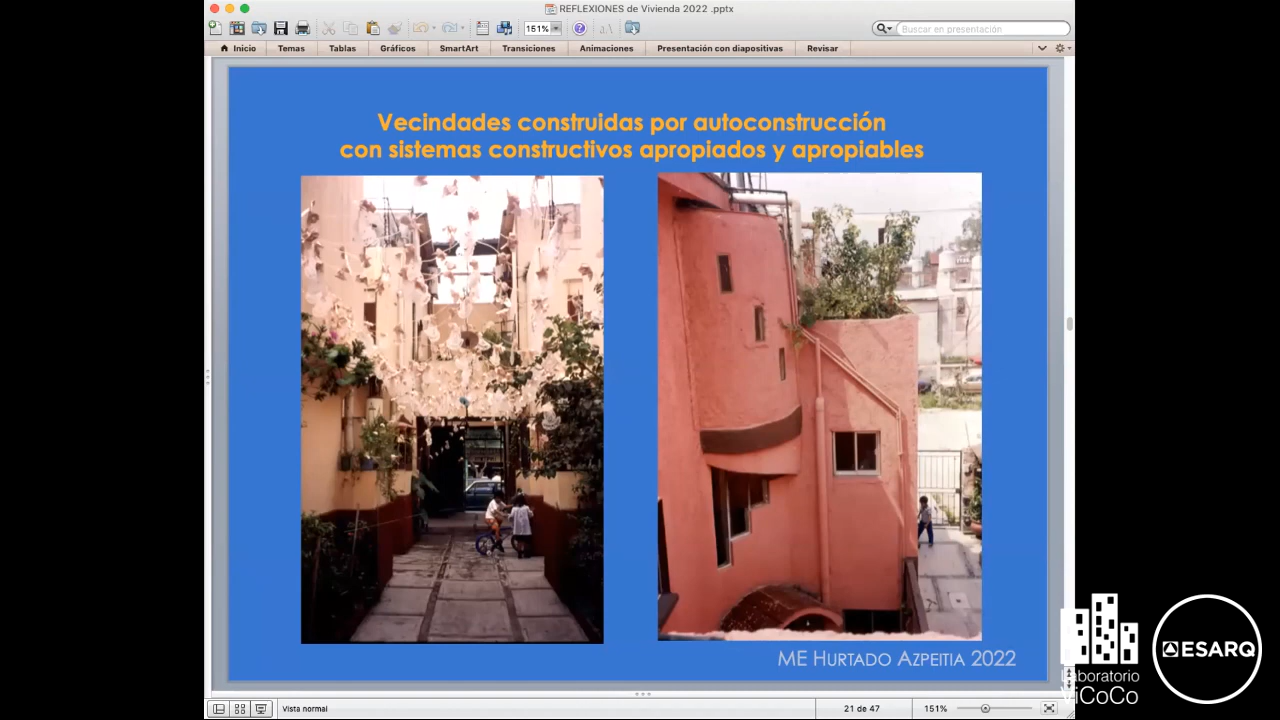 REFLEXIONES de Vivienda 2022 .pptx
151%
Buscar en presentación
Inicio
Temas
Tablas
Gráficos
SmartArt
Transiciones
Animaciones
Presentación con diapositivas
Revisar
Vecindades construidas por autoconstrucción
con sistemas constructivos apropiados y apropiables
ME HURTADO AZPEITIA 2022
ESARQ
Laboratorio
ViCoCo
Vista normal
21 de 47
151%